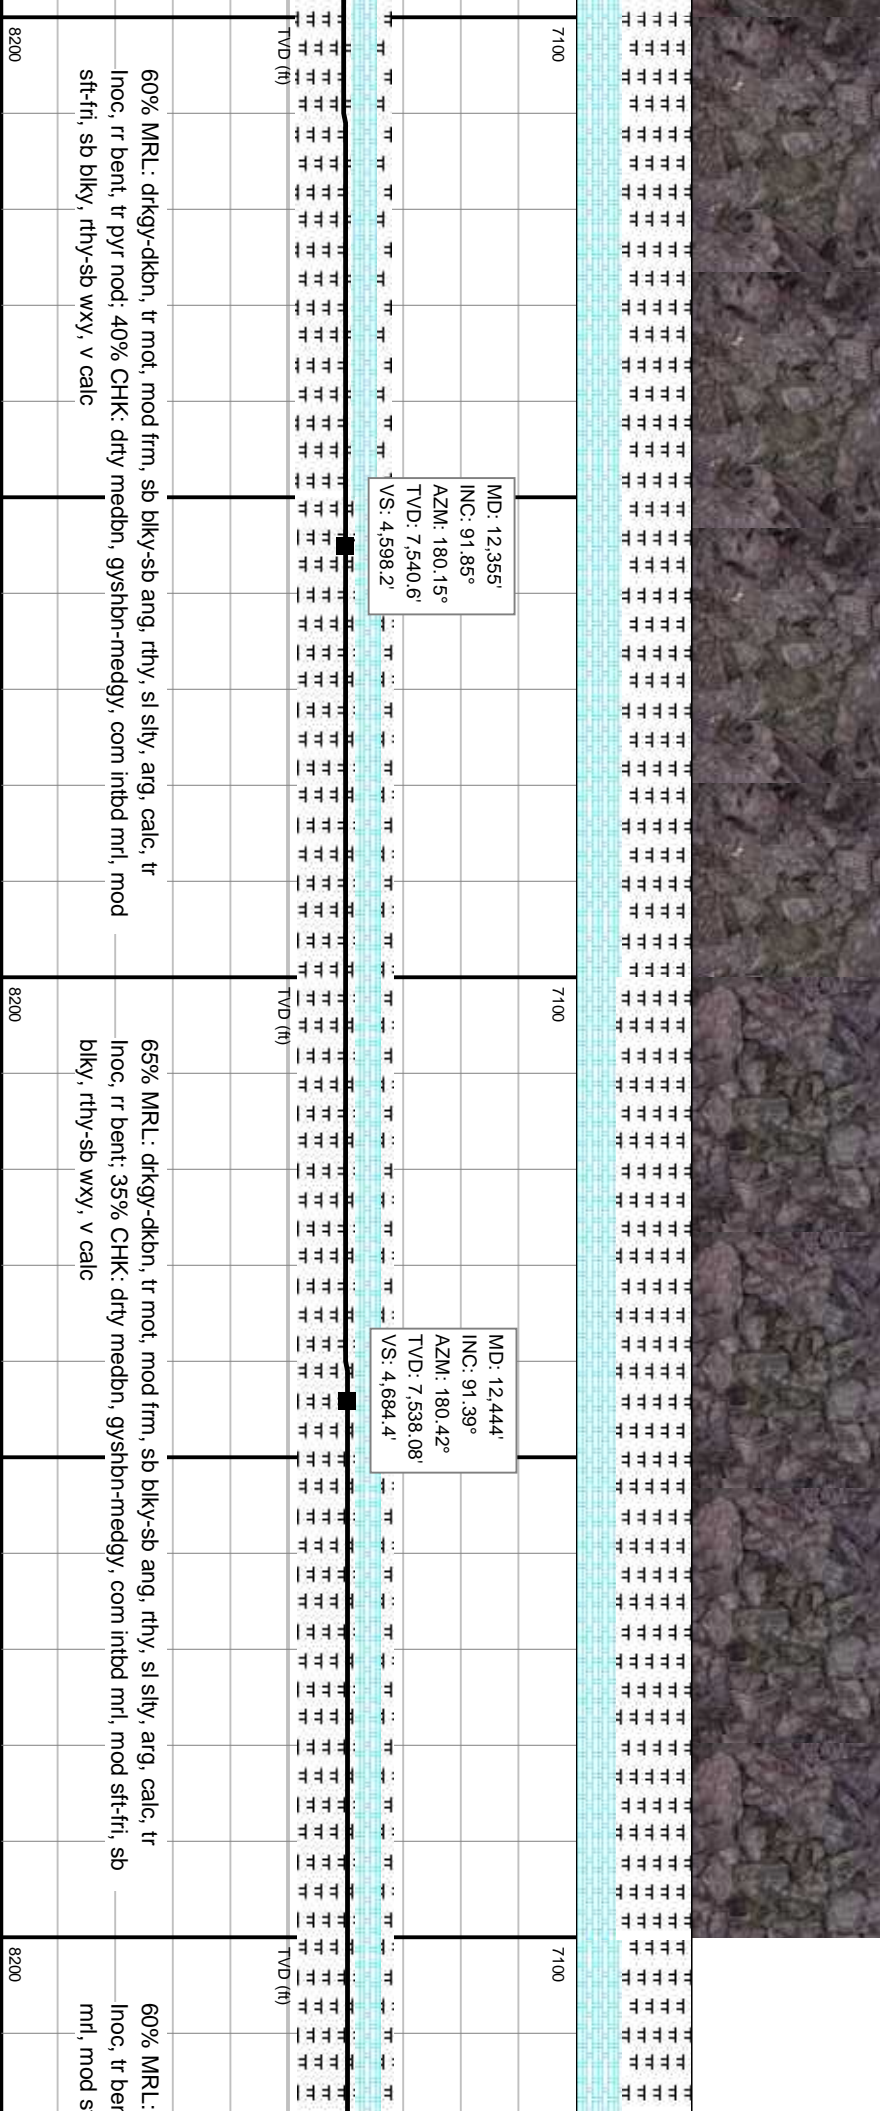 7100
TVD (ft)
8200
MD: 12,355'
INC: 91.85°
AZM: 180.15°
TVD: 7,540.6'
VS: 4,598.2'
60% MRL: drkgy-dkbn, tr mot, mod frm, sb blky-sb ang, rthy, sl slty, arg, calc, tr
Inoc, rr bent, tr pyr nod; 40% CHK: drty medbn, gyshbn-medgy, com intbd mrl, mod
sft-fri, sb blky, rthy-sb wxy, v calc
7100
TVD (ft)
8200
MD: 12,444'
INC: 91.39°
AZM: 180.42°
TVD: 7,538.08'
VS: 4,684.4'
65% MRL: drkgy-dkbn, tr mot, mod frm, sb blky-sb ang, rthy, sl slty, arg, calc, tr
Inoc, rr bent; 35% CHK: drty medbn, gyshbn-medgy, com intbd mrl, mod sft-fri, sb
blky, rthy-sb wxy, v calc
7100
TVD (ft)
8200
60% MRL:
Inoc, tr ben
mrl, mod s